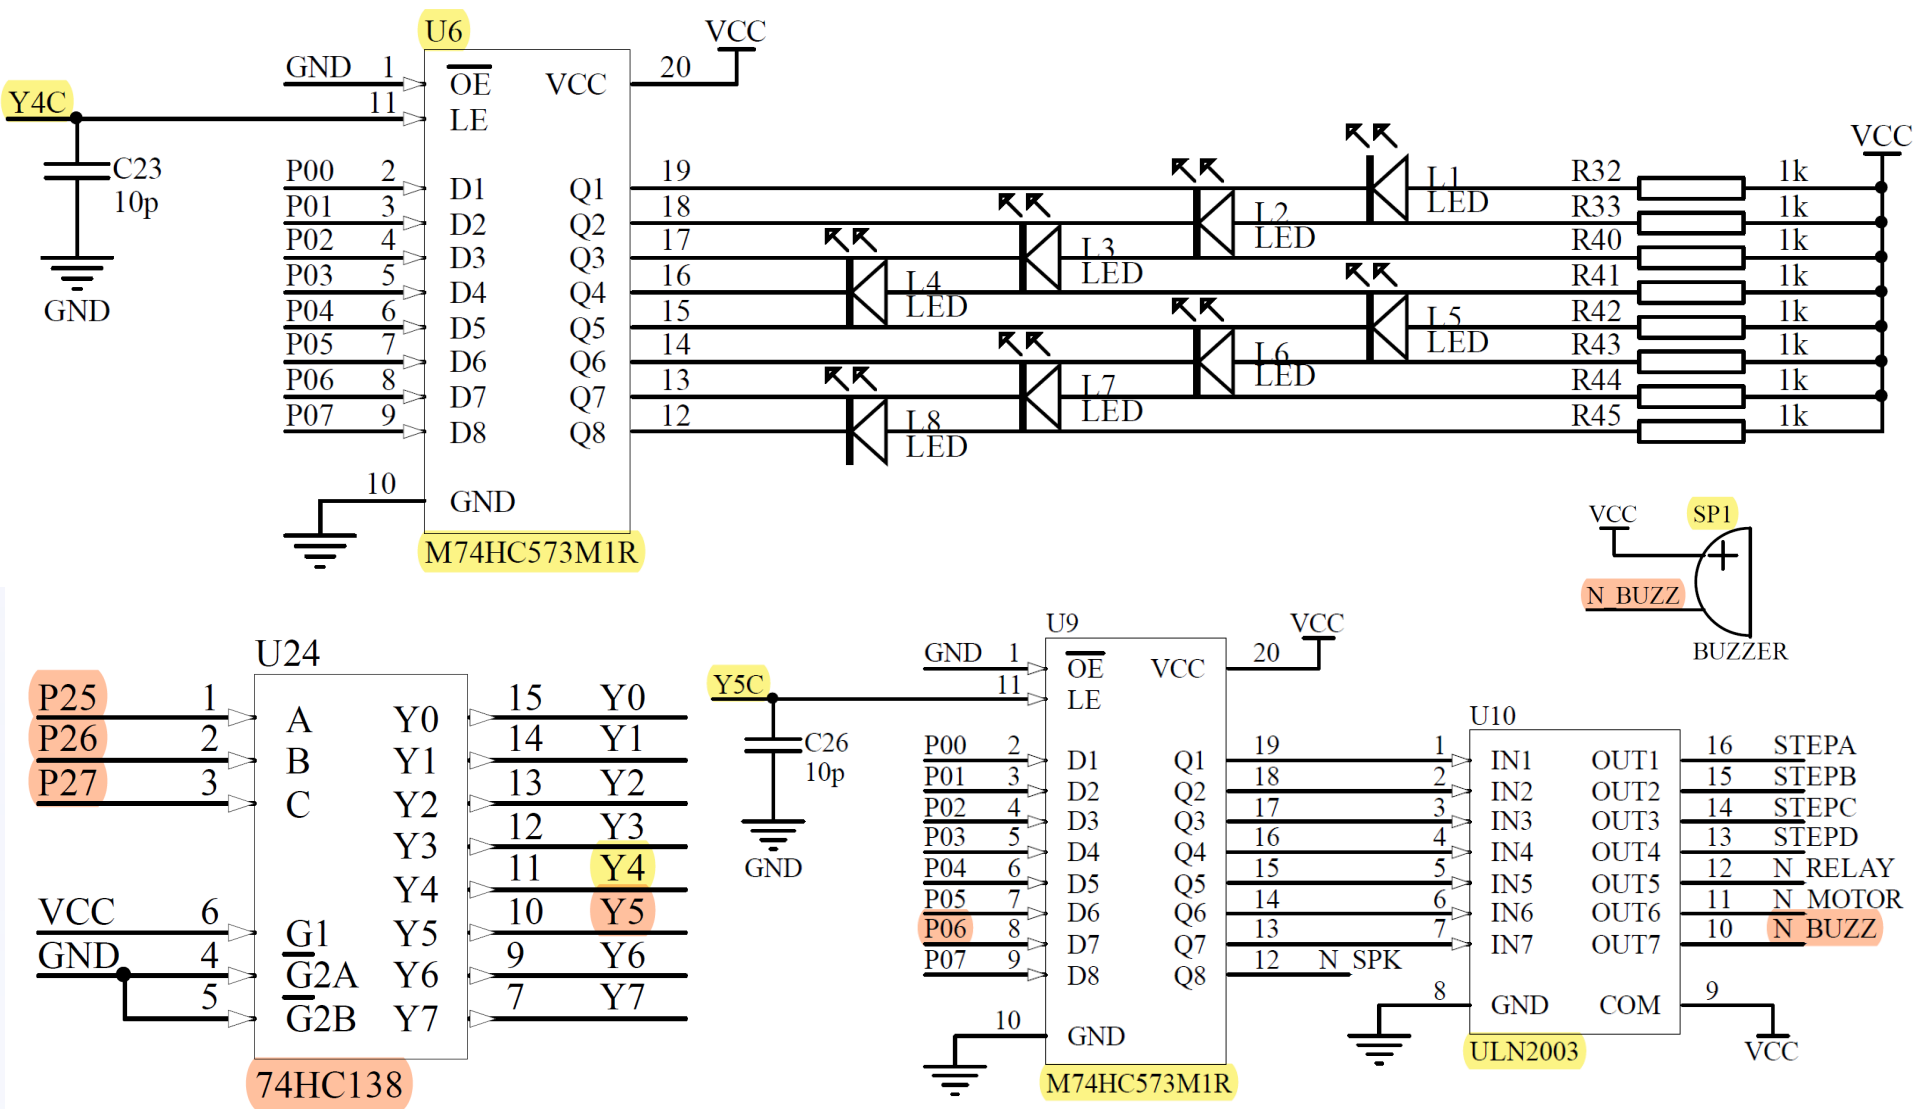 U6
VCC
GND 1 OE VCC 20
Y4C 11 LE
C23
10p
GND
P00 2 D1 Q1 19 L1 LED R32 1k VCC
P01 3 D2 Q2 18 L2 LED R33 1k
P02 4 D3 Q3 17 L3 LED R40 1k
P03 5 D4 Q4 16 L4 LED R41 1k
P04 6 D5 Q5 15 L5 LED R42 1k
P05 7 D6 Q6 14 L6 LED R43 1k
P06 8 D7 Q7 13 L7 LED R44 1k
P07 9 D8 Q8 12 L8 LED R45 1k
10 GND
M74HC573M1R
VCC SP1
+
N_BUZZ
BUZZER
U24
P25 1 A Y0 15 Y0
P26 2 B Y1 14 Y1
P27 3 C Y2 13 Y2
Y3 12 Y3
Y4 11 Y4
VCC 6 G1 Y5 10 Y5
GND 4 G2A Y6 9 Y6
5 G2B Y7 7 Y7
74HC138
U9
VCC
GND 1 OE VCC 20
Y5C 11 LE
C26
10p
GND
P00 2 D1 Q1 19
P01 3 D2 Q2 18
P02 4 D3 Q3 17
P03 5 D4 Q4 16
P04 6 D5 Q5 15
P05 7 D6 Q6 14
P06 8 D7 Q7 13
P07 9 D8 Q8 12 N_SPK
10 GND
M74HC573M1R
U10
1 IN1 OUT1 16 STEPA
2 IN2 OUT2 15 STEPB
3 IN3 OUT3 14 STEPC
4 IN4 OUT4 13 STEPD
5 IN5 OUT5 12 N_RELAY
6 IN6 OUT6 11 N_MOTOR
7 IN7 OUT7 10 N_BUZZ
8 GND COM 9
VCC
ULN2003